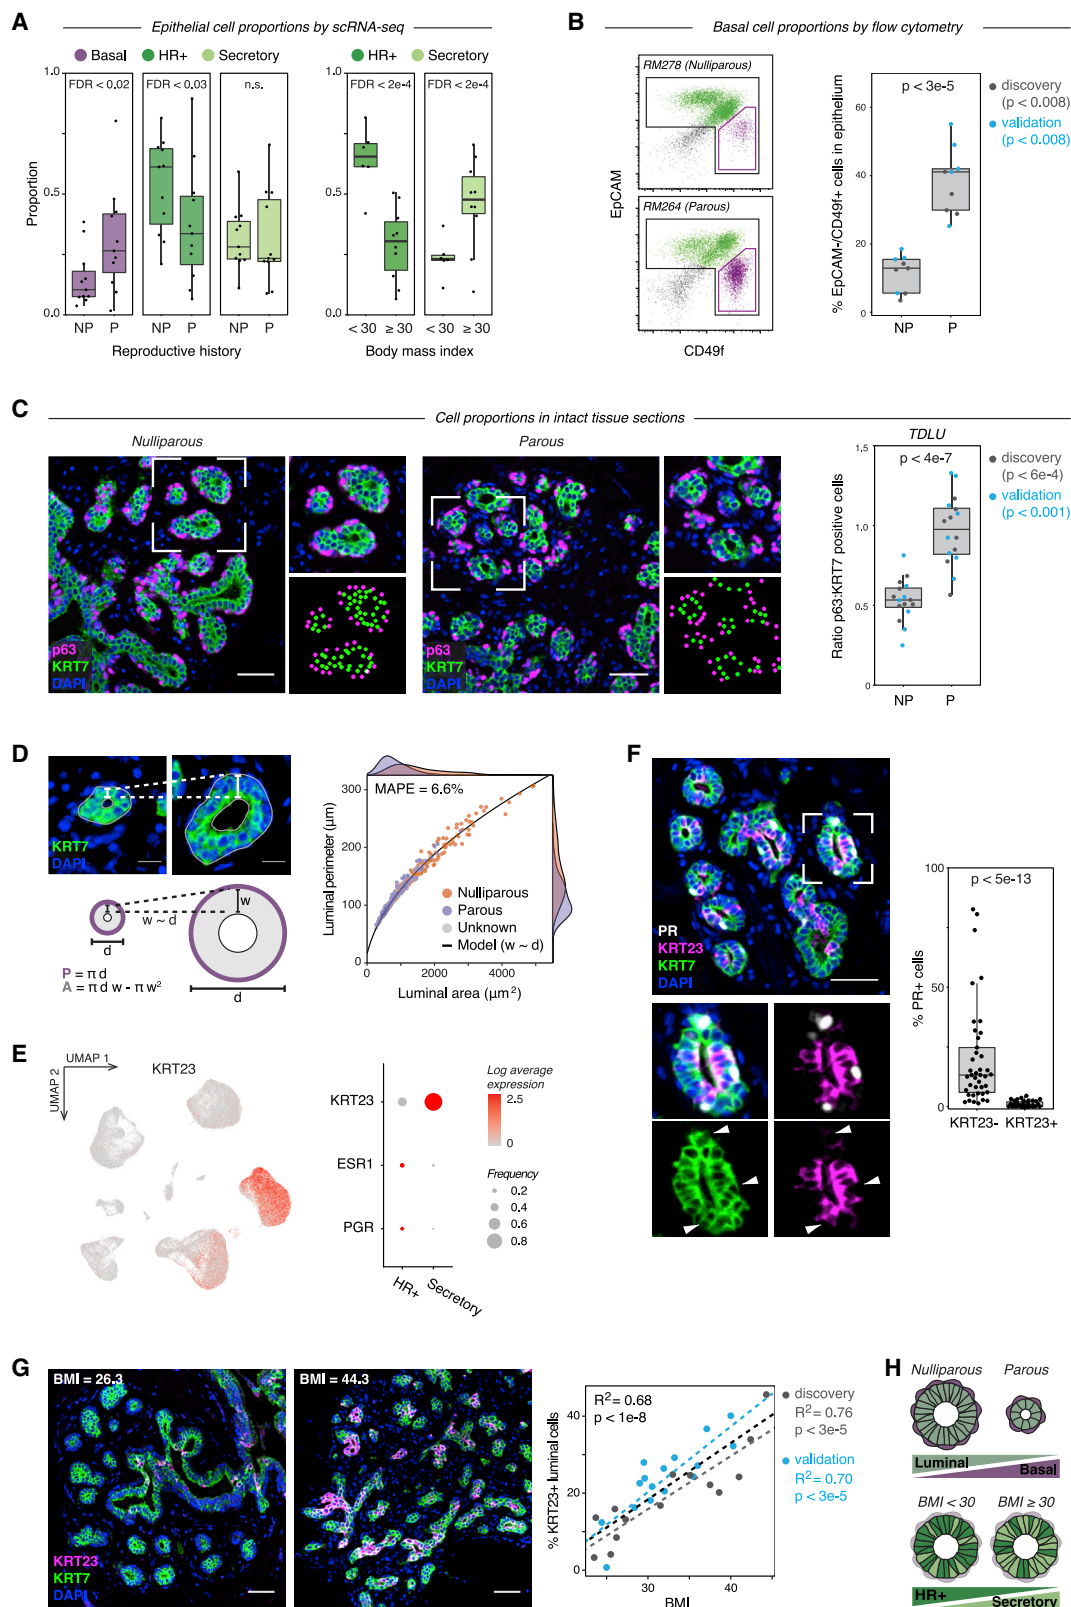 A
Epithelial cell proportions by scRNA-seq
Basal HR+ Secretory
HR+ Secretory
Proportion
1.0
0.5
0.0
FDR < 0.02
FDR < 0.03
n.s.
NP P
NP P
NP P
Reproductive history
1.0
0.5
0.0
FDR < 2e-4
FDR < 2e-4
< 30 ≥ 30
< 30 ≥ 30
Body mass index
B
Basal cell proportions by flow cytometry
RM278 (Nulliparous)
RM264 (Parous)
EpCAM
CD49f
% EpCAM-/CD49f+ cells in epithelium
60
40
20
0
p < 3e-5
NP P
discovery
(p < 0.008)
validation
(p < 0.008)
C
Cell proportions in intact tissue sections
Nulliparous
Parous
p63
KRT7
DAPI
p63
KRT7
DAPI
TDLU
Ratio p63:KRT7 positive cells
1.5
1.0
0.5
0
p < 4e-7
NP P
discovery
(p < 6e-4)
validation
(p < 0.001)
D
KRT7
DAPI
w ~ d
w
d
d
P = π d
A = π d w - π w²
MAPE = 6.6%
Luminal perimeter (μm)
300
200
100
0
0 2000 4000
Luminal area (μm²)
Nulliparous
Parous
Unknown
Model (w ~ d)
E
UMAP 1
UMAP 2
KRT23
KRT23
ESR1
PGR
HR+
Secretory
Log average
expression
2.5
0
Frequency
0.2
0.4
0.6
0.8
F
PR
KRT23
KRT7
DAPI
% PR+ cells
100
50
0
p < 5e-13
KRT23- KRT23+
G
BMI = 26.3
BMI = 44.3
KRT23
KRT7
DAPI
% KRT23+ luminal cells
40
20
0
R² = 0.68
p < 1e-8
30 40
BMI
discovery
R² = 0.76
p < 3e-5
validation
R² = 0.70
p < 3e-5
H
Nulliparous Parous
Luminal Basal
BMI < 30 BMI ≥ 30
HR+ Secretory